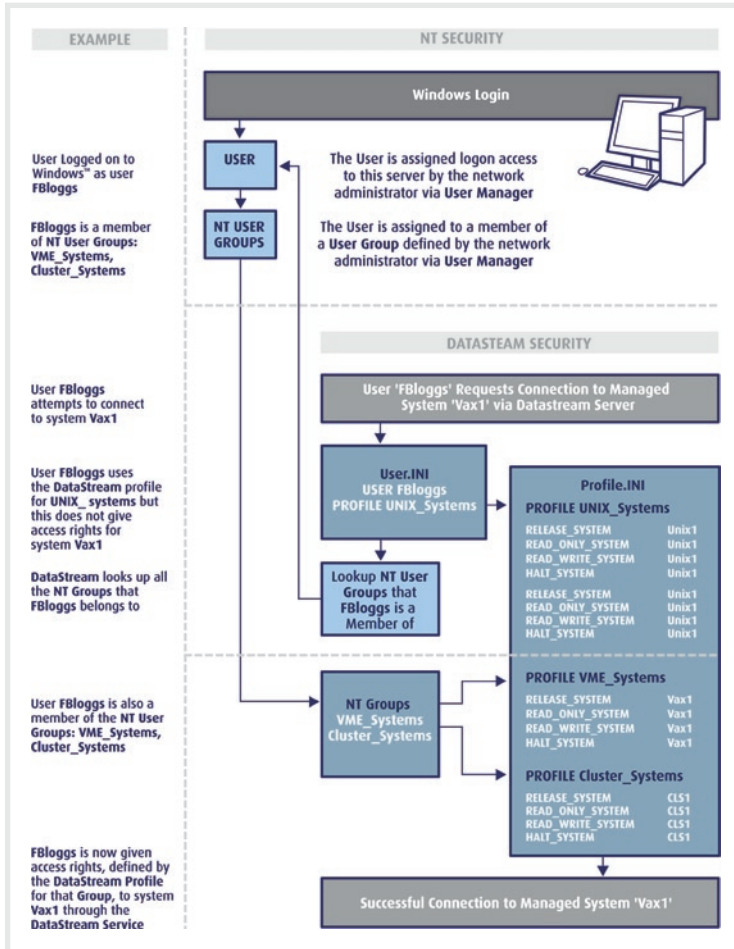 EXAMPLE
NT SECURITY
Windows Login
User Logged on to
Windows™ as user
FBloggs
USER
The User is assigned logon access
to this server by the network
administrator via User Manager
FBloggs is a member
of NT User Groups:
VME_Systems,
Cluster_Systems
NT USER
GROUPS
The User is assigned to a member of
a User Group defined by the network
administrator via User Manager
DATASTEAM SECURITY
User FBloggs
attempts to connect
to system Vax1
User 'FBloggs' Requests Connection to Managed
System 'Vax1' via Datastream Server
User FBloggs uses
the DataStream profile
for UNIX_ systems but
this does not give
access rights for
system Vax1
User.INI
USER FBloggs
PROFILE UNIX_Systems
Profile.INI
PROFILE UNIX_Systems
RELEASE_SYSTEM Unix1
READ_ONLY_SYSTEM Unix1
READ_WRITE_SYSTEM Unix1
HALT_SYSTEM Unix1
RELEASE_SYSTEM Unix1
READ_ONLY_SYSTEM Unix1
READ_WRITE_SYSTEM Unix1
HALT_SYSTEM Unix1
DataStream looks up all
the NT Groups that
FBloggs belongs to
Lookup NT User
Groups that
FBloggs is a
Member of
User FBloggs is also a
member of the NT User
Groups: VME_Systems,
Cluster_Systems
NT Groups
VME_Systems
Cluster_Systems
PROFILE VME_Systems
RELEASE_SYSTEM Vax1
READ_ONLY_SYSTEM Vax1
READ_WRITE_SYSTEM Vax1
HALT_SYSTEM Vax1
PROFILE Cluster_Systems
RELEASE_SYSTEM CLS1
READ_ONLY_SYSTEM CLS1
READ_WRITE_SYSTEM CLS1
HALT_SYSTEM CLS1
FBloggs is now given
access rights, defined by
the DataStream Profile
for that Group, to system
Vax1 through the
DataStream Service
Successful Connection to Managed System 'Vax1'